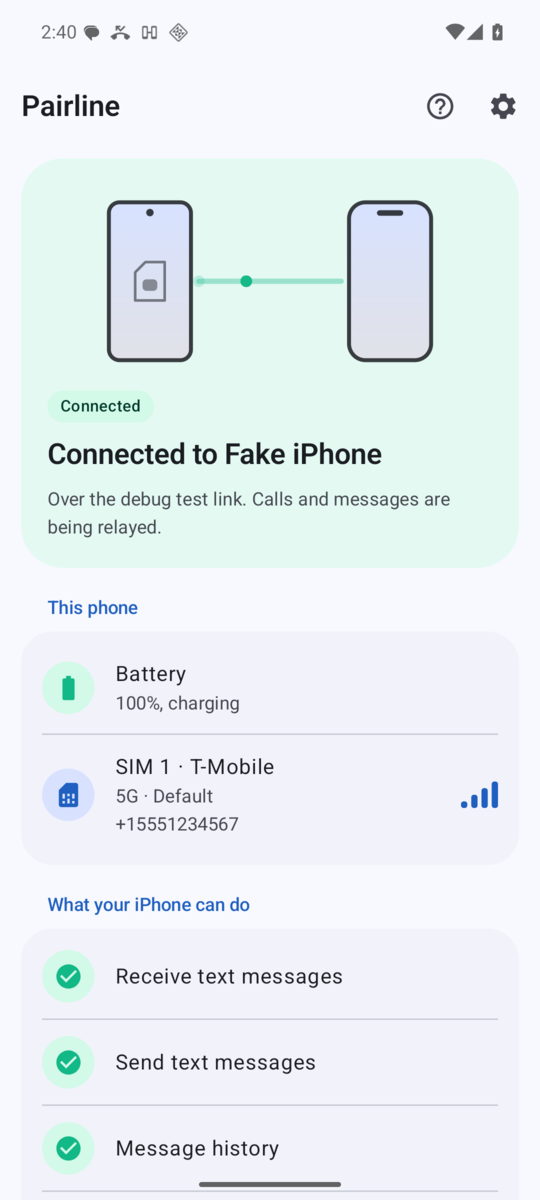 2:40
Pairline
Connected
Connected to Fake iPhone
Over the debug test link. Calls and messages are
being relayed.
This phone
Battery
100%, charging
SIM 1 · T-Mobile
5G · Default
+15551234567
What your iPhone can do
Receive text messages
Send text messages
Message history